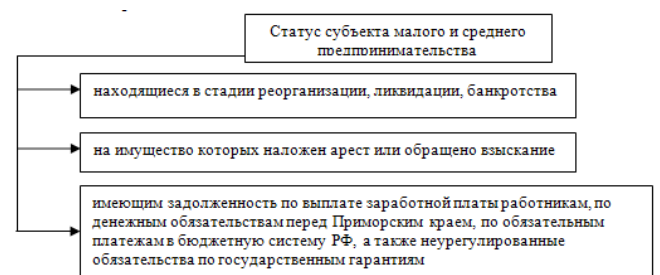 Статус субъекта малого и среднего
предпринимательства
находящиеся в стадии реорганизации, ликвидации, банкротства
на имущество которых наложен арест или обращено взыскание
имеющим задолженность по выплате заработной платы работникам, по
денежным обязательствам перед Приморским краем, по обязательным
платежам в бюджетную систему РФ, а также неурегулированные
обязательства по государственным гарантиям